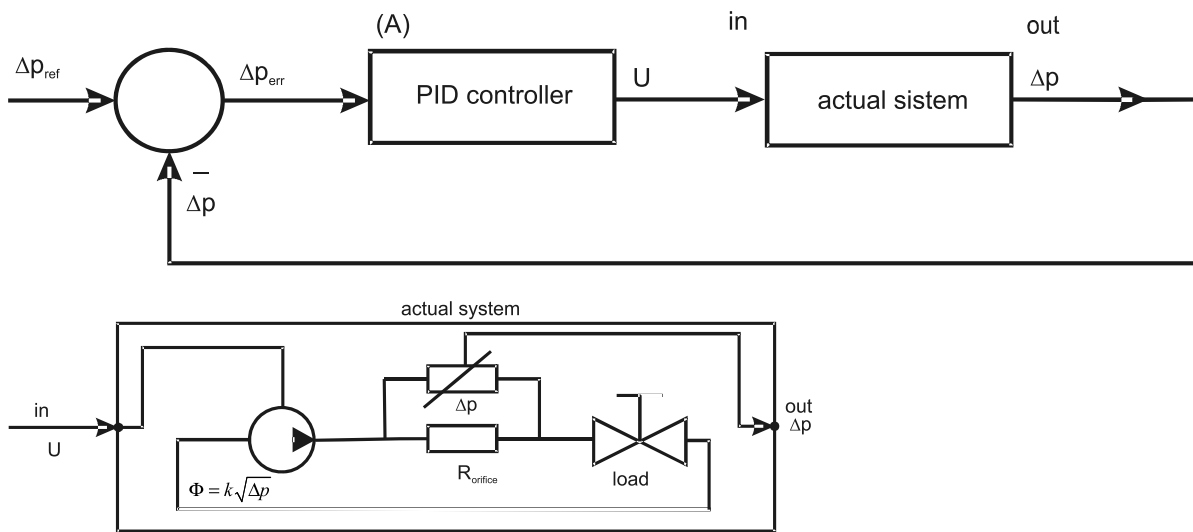 (A)
in
out
Δp_ref
Δp_err
PID controller
U
actual sistem
Δp
−
Δp
actual system
in
U
Δp
out
Δp
R_orifice
load
Φ = k√Δp